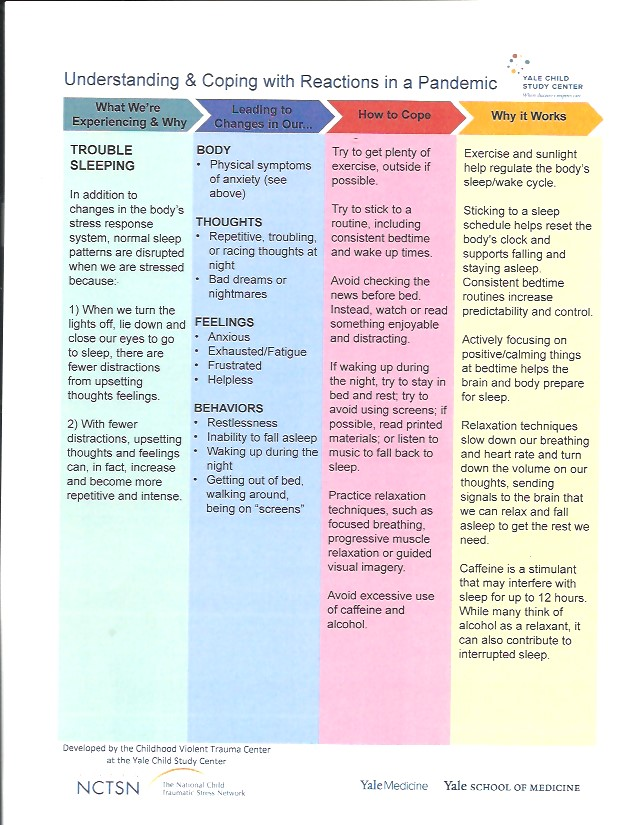 Understanding & Coping with Reactions in a Pandemic
YALE CHILD
STUDY CENTER
What We're
Experiencing & Why
Leading to
Changes in Our...
How to Cope
Why it Works
TROUBLE
SLEEPING
In addition to
changes in the body's
stress response
system, normal sleep
patterns are disrupted
when we are stressed
because:
1) When we turn the
lights off, lie down and
close our eyes to go
to sleep, there are
fewer distractions
from upsetting
thoughts feelings.
2) With fewer
distractions, upsetting
thoughts and feelings
can, in fact, increase
and become more
repetitive and intense.
BODY
• Physical symptoms
of anxiety (see
above)
THOUGHTS
• Repetitive, troubling,
or racing thoughts at
night
• Bad dreams or
nightmares
FEELINGS
• Anxious
• Exhausted/Fatigue
• Frustrated
• Helpless
BEHAVIORS
• Restlessness
• Inability to fall asleep
• Waking up during the
night
• Getting out of bed,
walking around,
being on "screens"
Try to get plenty of
exercise, outside if
possible.
Try to stick to a
routine, including
consistent bedtime
and wake up times.
Avoid checking the
news before bed.
Instead, watch or read
something enjoyable
and distracting.
If waking up during
the night, try to stay in
bed and rest; try to
avoid using screens; if
possible, read printed
materials; or listen to
music to fall back to
sleep.
Practice relaxation
techniques, such as
focused breathing,
progressive muscle
relaxation or guided
visual imagery.
Avoid excessive use
of caffeine and
alcohol.
Exercise and sunlight
help regulate the body's
sleep/wake cycle.
Sticking to a sleep
schedule helps reset the
body's clock and
supports falling and
staying asleep.
Consistent bedtime
routines increase
predictability and control.
Actively focusing on
positive/calming things
at bedtime helps the
brain and body prepare
for sleep.
Relaxation techniques
slow down our breathing
and heart rate and turn
down the volume on our
thoughts, sending
signals to the brain that
we can relax and fall
asleep to get the rest we
need.
Caffeine is a stimulant
that may interfere with
sleep for up to 12 hours.
While many think of
alcohol as a relaxant, it
can also contribute to
interrupted sleep.
Developed by the Childhood Violent Trauma Center
at the Yale Child Study Center
NCTSN
The National Child
Traumatic Stress Network
Yale Medicine
Yale SCHOOL OF MEDICINE